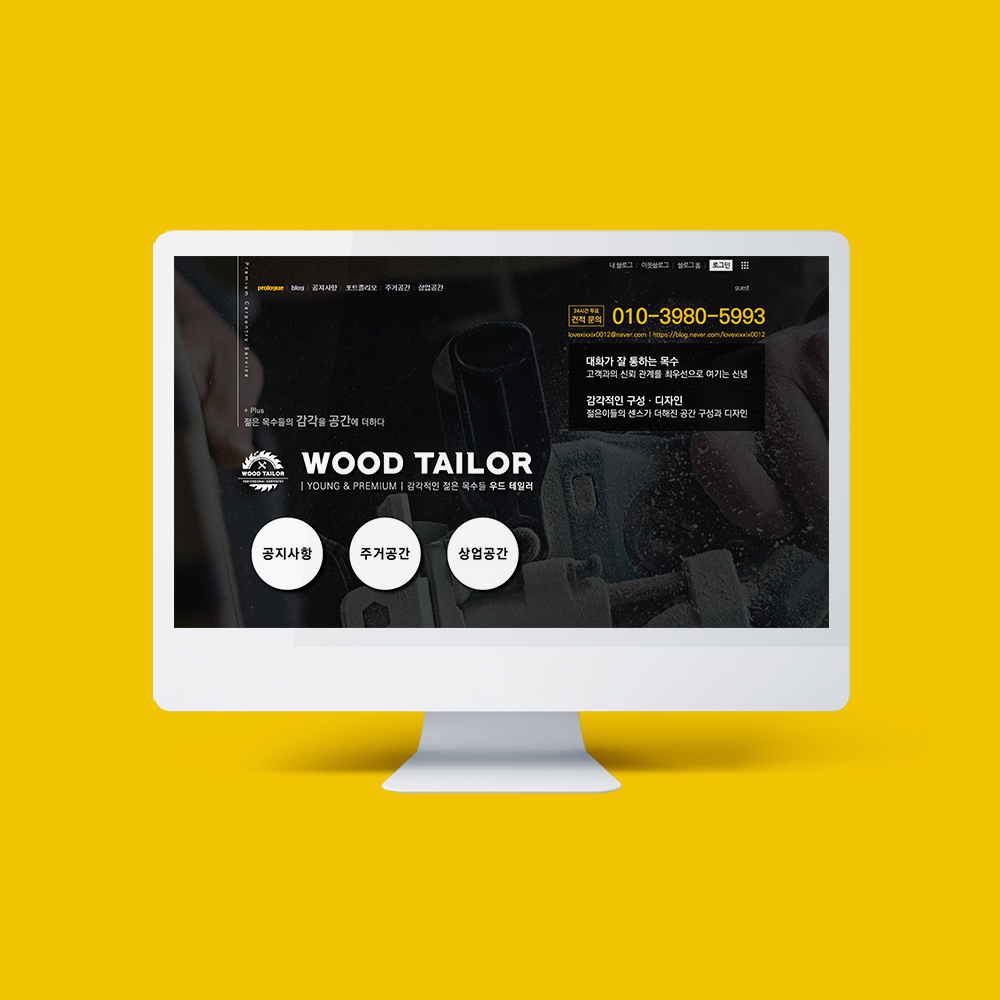 내 블로그 | 이웃블로그 | 블로그 홈 | 로그인
Premium Carpentry Service
prologue | blog | 공지사항 | 포트폴리오 | 주거공간 | 상업공간
guest
24시간 무료
견적 문의
010-3980-5993
lovexixxix0012@naver.com | https://blog.naver.com/lovexixxix0012
대화가 잘 통하는 목수
고객과의 신뢰 관계를 최우선으로 여기는 신념
감각적인 구성 · 디자인
젊은이들의 센스가 더해진 공간 구성과 디자인
+ Plus
젊은 목수들의 감각을 공간에 더하다
WOOD TAILOR
PROFESSIONAL CARPENTRY
WOOD TAILOR
| YOUNG & PREMIUM | 감각적인 젊은 목수들 우드 테일러
공지사항
주거공간
상업공간